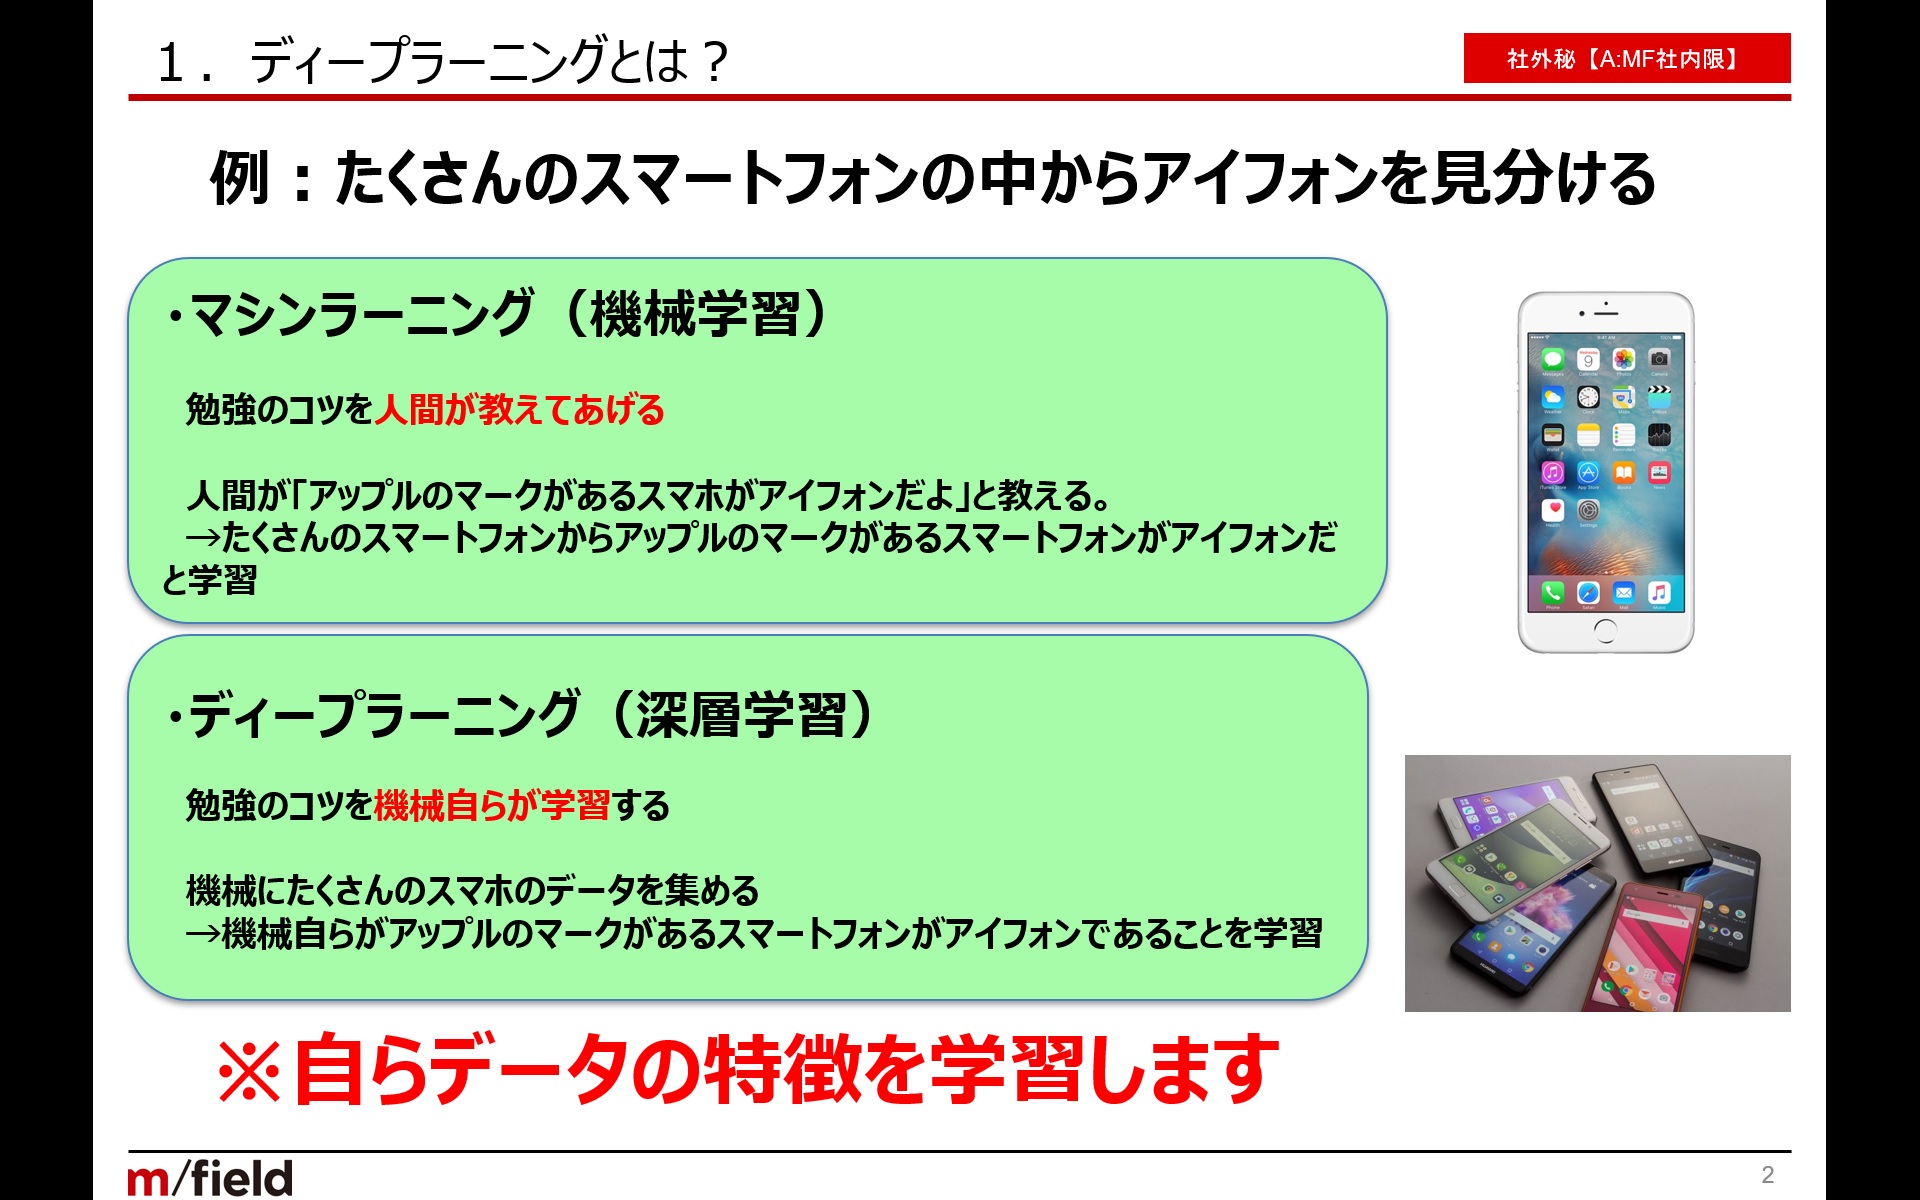 １．ディープラーニングとは？
社外秘【A:MF社内限】
例：たくさんのスマートフォンの中からアイフォンを見分ける
・マシンラーニング（機械学習）
勉強のコツを人間が教えてあげる
人間が「アップルのマークがあるスマホがアイフォンだよ」と教える。
→たくさんのスマートフォンからアップルのマークがあるスマートフォンがアイフォンだ
と学習
・ディープラーニング（深層学習）
勉強のコツを機械自らが学習する
機械にたくさんのスマホのデータを集める
→機械自らがアップルのマークがあるスマートフォンがアイフォンであることを学習
※自らデータの特徴を学習します
m/field
2